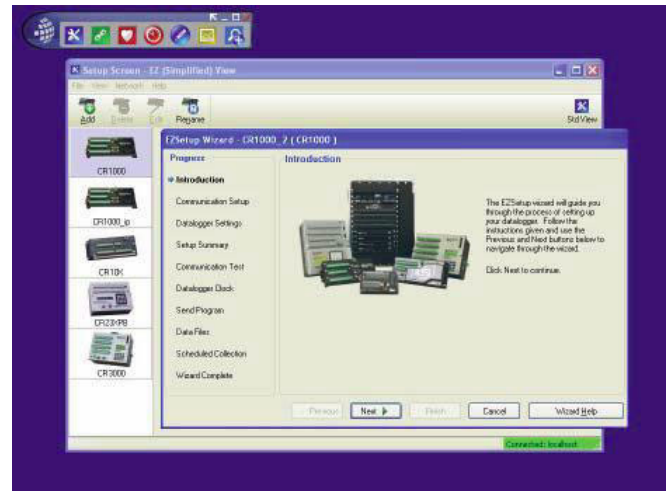 Setup Screen - EZ (Simplified) View
File View Network Help
Add Delete Edit Rename Std View
CR1000
CR1000_ip
CR10X
CR23XPB
CR3000
EZSetup Wizard - CR1000_2 ( CR1000 )
Progress
Introduction
Communication Setup
Datalogger Settings
Setup Summary
Communication Test
Datalogger Clock
Send Program
Data Files
Scheduled Collection
Wizard Complete
Introduction
The EZSetup wizard will guide you
through the process of setting up
your datalogger. Follow the
instructions given and use the
Previous and Next buttons below to
navigate through the wizard.
Click Next to continue.
Previous Next Finish Cancel Wizard Help
Connected: localhost